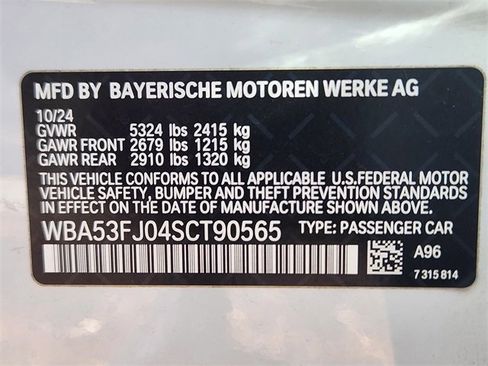 MFD BY BAYERISCHE MOTOREN WERKE AG
10/24
GVWR 5324 lbs 2415 kg
GAWR FRONT 2679 lbs 1215 kg
GAWR REAR 2910 lbs 1320 kg
THIS VEHICLE CONFORMS TO ALL APPLICABLE U.S.FEDERAL MOTOR
VEHICLE SAFETY, BUMPER AND THEFT PREVENTION STANDARDS
IN EFFECT ON THE DATE OF MANUFACTURE SHOWN ABOVE.
WBA53FJ04SCT90565 TYPE: PASSENGER CAR
A96
7 315 814